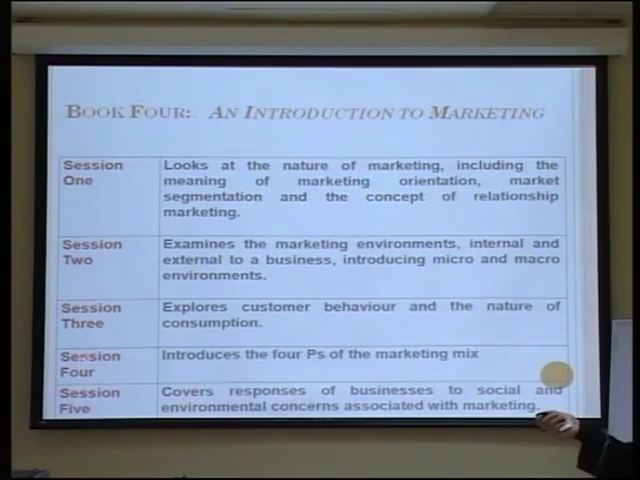 BOOK FOUR: AN INTRODUCTION TO MARKETING
Session One
Looks at the nature of marketing, including the
meaning of marketing orientation, market
segmentation and the concept of relationship
marketing.
Session Two
Examines the marketing environments, internal and
external to a business, introducing micro and macro
environments.
Session Three
Explores customer behaviour and the nature of
consumption.
Session Four
Introduces the four Ps of the marketing mix
Session Five
Covers responses of businesses to social and
environmental concerns associated with marketing.